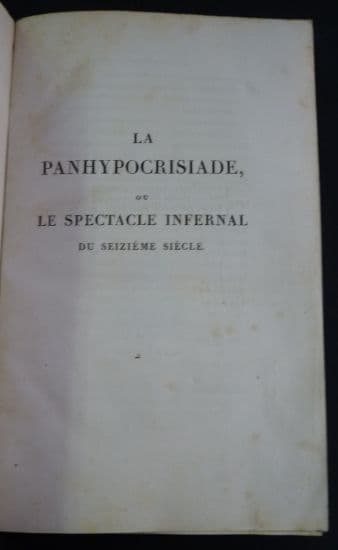 LA
PANHYPOCRISIADE,
OU
LE SPECTACLE INFERNAL
DU SEIZIÈME SIÈCLE.